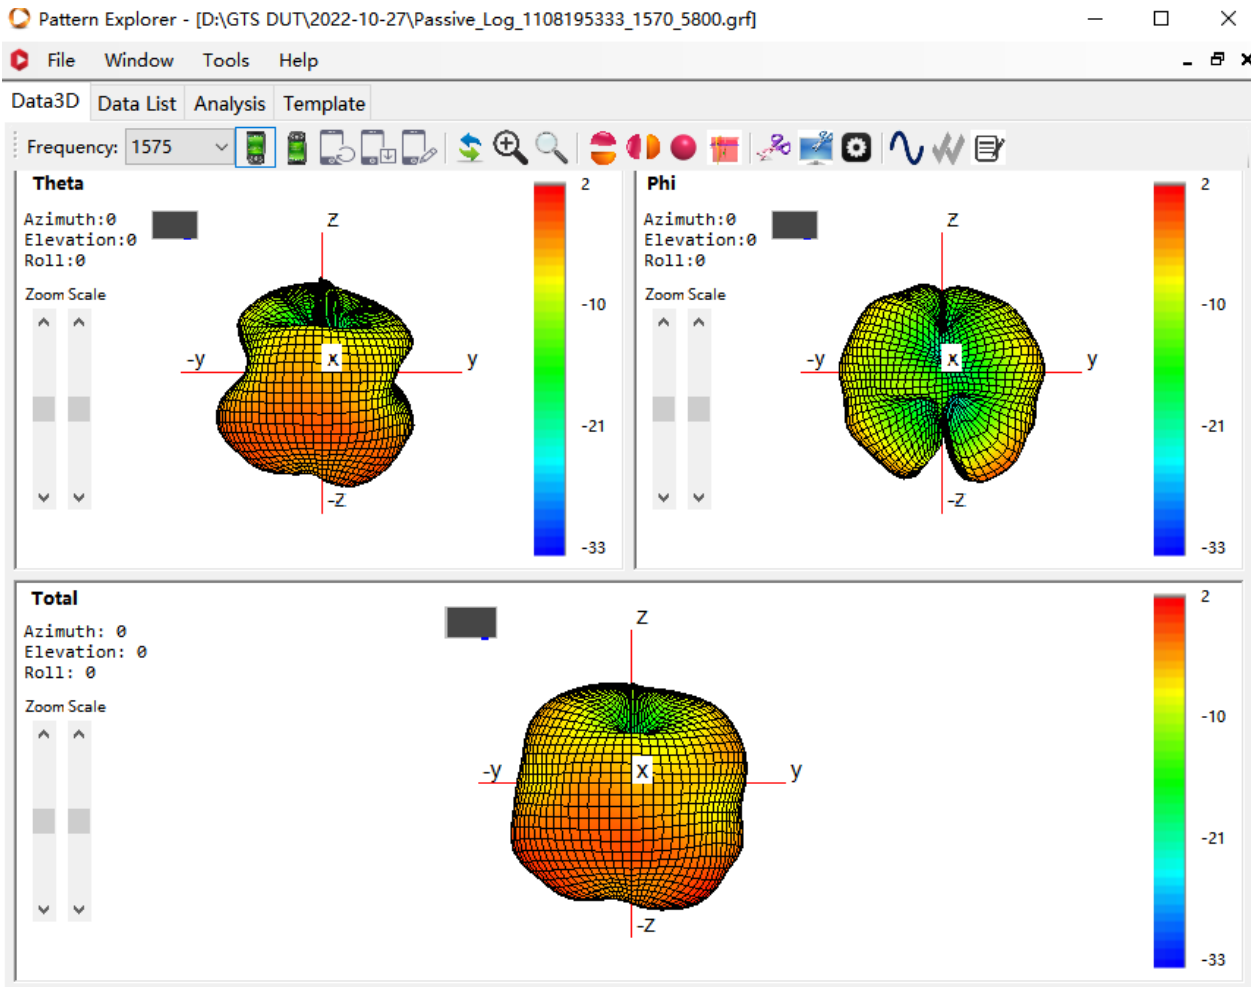 Pattern Explorer - [D:\GTS DUT\2022-10-27\Passive_Log_1108195333_1570_5800.grf]
File Window Tools Help
Data3D Data List Analysis Template
Frequency: 1575
Theta
Azimuth:0
Elevation:0
Roll:0
Zoom Scale
Z
-y
x
y
-Z
2
-10
-21
-33
Phi
Azimuth:0
Elevation:0
Roll:0
Zoom Scale
Z
-y
x
y
-Z
2
-10
-21
-33
Total
Azimuth: 0
Elevation: 0
Roll: 0
Zoom Scale
Z
-y
X
y
-Z
2
-10
-21
-33